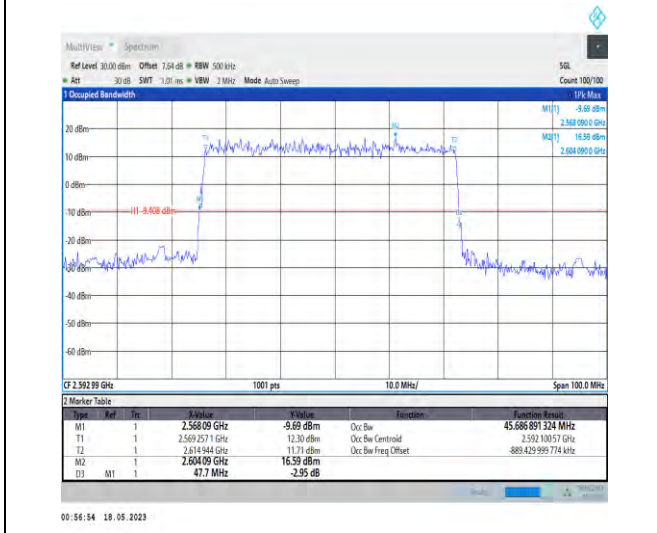 MultiView Spectrum
Ref Level 30.00 dBm Offset 7.64 dB RBW 500 kHz SGL
Att 30 dB SWT 1.01 ms VBW 2 MHz Mode Auto Sweep Count 100/100
1 Occupied Bandwidth 1Pk Max
M1[1] -9.69 dBm
2.568 090 0 GHz
M2[1] 16.59 dBm
2.604 090 0 GHz
20 dBm
T1
M2
T2
10 dBm
0 dBm
M1
-10 dBm
H1 -9.408 dBm
D3
-20 dBm
-30 dBm
-40 dBm
-50 dBm
-60 dBm
CF 2.592 99 GHz 1001 pts 10.0 MHz/ Span 100.0 MHz
2 Marker Table
Type Ref Trc X-Value Y-Value Function Function Result
M1 1 2.568 09 GHz -9.69 dBm Occ Bw 45.686 891 324 MHz
T1 1 2.569 257 1 GHz 12.30 dBm Occ Bw Centroid 2.592 100 57 GHz
T2 1 2.614 944 GHz 11.71 dBm Occ Bw Freq Offset -889.429 999 774 kHz
M2 1 2.604 09 GHz 16.59 dBm
D3 M1 1 47.7 MHz -2.95 dB
00:56:54 18.05.2023